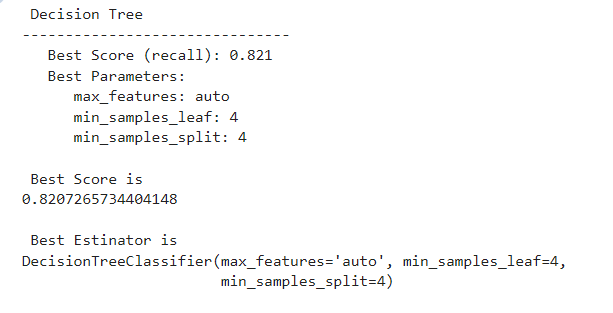 Decision Tree
-------------------------------
Best Score (recall): 0.821
Best Parameters:
max_features: auto
min_samples_leaf: 4
min_samples_split: 4
Best Score is
0.8207265734404148
Best Estimator is
DecisionTreeClassifier(max_features='auto', min_samples_leaf=4,
min_samples_split=4)